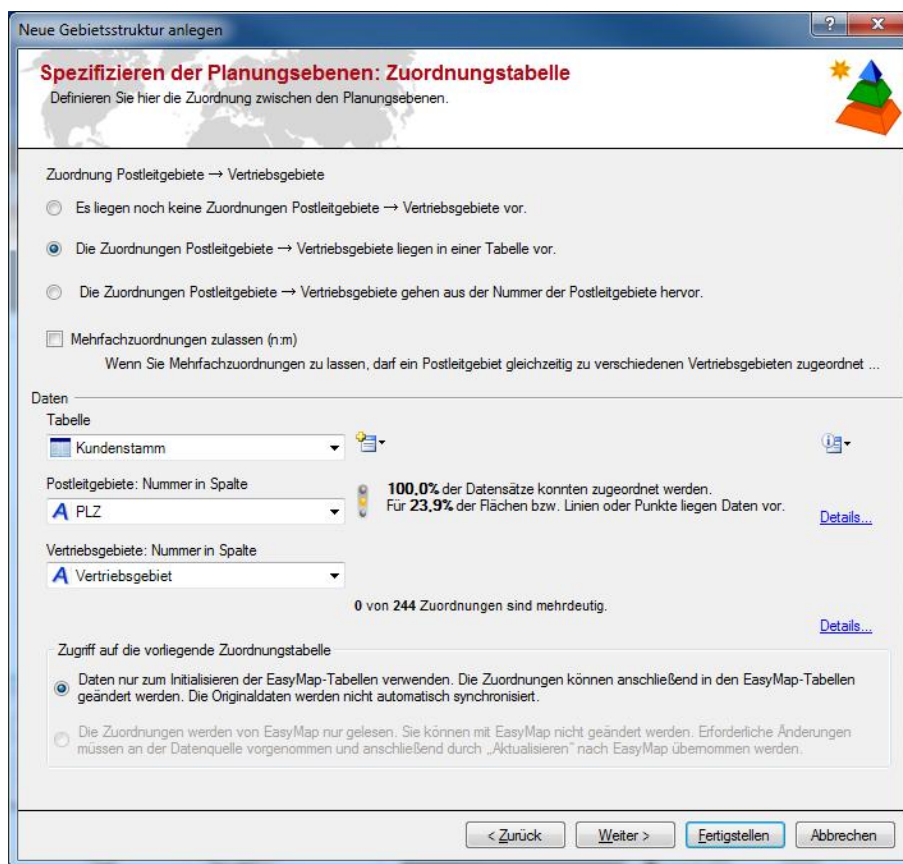 Neue Gebietsstruktur anlegen
Spezifizieren der Planungsebenen: Zuordnungstabelle
Definieren Sie hier die Zuordnung zwischen den Planungsebenen.
Zuordnung Postleitgebiete → Vertriebsgebiete
Es liegen noch keine Zuordnungen Postleitgebiete → Vertriebsgebiete vor.
Die Zuordnungen Postleitgebiete → Vertriebsgebiete liegen in einer Tabelle vor.
Die Zuordnungen Postleitgebiete → Vertriebsgebiete gehen aus der Nummer der Postleitgebiete hervor.
Mehrfachzuordnungen zulassen (n:m)
Wenn Sie Mehrfachzuordnungen zu lassen, darf ein Postleitgebiet gleichzeitig zu verschiedenen Vertriebsgebieten zugeordnet ...
Daten
Tabelle
Kundenstamm
Postleitgebiete: Nummer in Spalte
A PLZ
100,0% der Datensätze konnten zugeordnet werden.
Für 23,9% der Flächen bzw. Linien oder Punkte liegen Daten vor.
Details...
Vertriebsgebiete: Nummer in Spalte
A Vertriebsgebiet
0 von 244 Zuordnungen sind mehrdeutig.
Details...
Zugriff auf die vorliegende Zuordnungstabelle
Daten nur zum Initialisieren der EasyMap-Tabellen verwenden. Die Zuordnungen können anschließend in den EasyMap-Tabellen
geändert werden. Die Originaldaten werden nicht automatisch synchronisiert.
Die Zuordnungen werden von EasyMap nur gelesen. Sie können mit EasyMap nicht geändert werden. Erforderliche Änderungen
müssen an der Datenquelle vorgenommen und anschließend durch „Aktualisieren" nach EasyMap übernommen werden.
< Zurück
Weiter >
Fertigstellen
Abbrechen